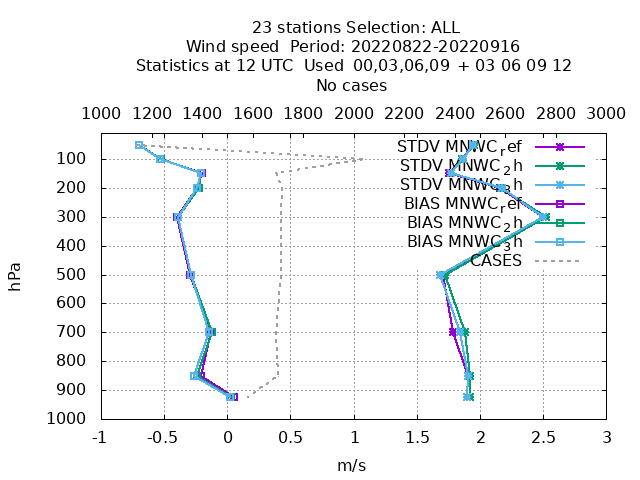 23 stations Selection: ALL
Wind speed  Period: 20220822-20220916
Statistics at 12 UTC  Used  00,03,06,09 + 03 06 09 12
No cases
1000 1200 1400 1600 1800 2000 2200 2400 2600 2800 3000
STDV MNWC_ref
STDV MNWC_2h
STDV MNWC_3h
BIAS MNWC_ref
BIAS MNWC_2h
BIAS MNWC_3h
CASES
100
200
300
400
500
600
700
800
900
1000
hPa
-1 -0.5 0 0.5 1 1.5 2 2.5 3
m/s